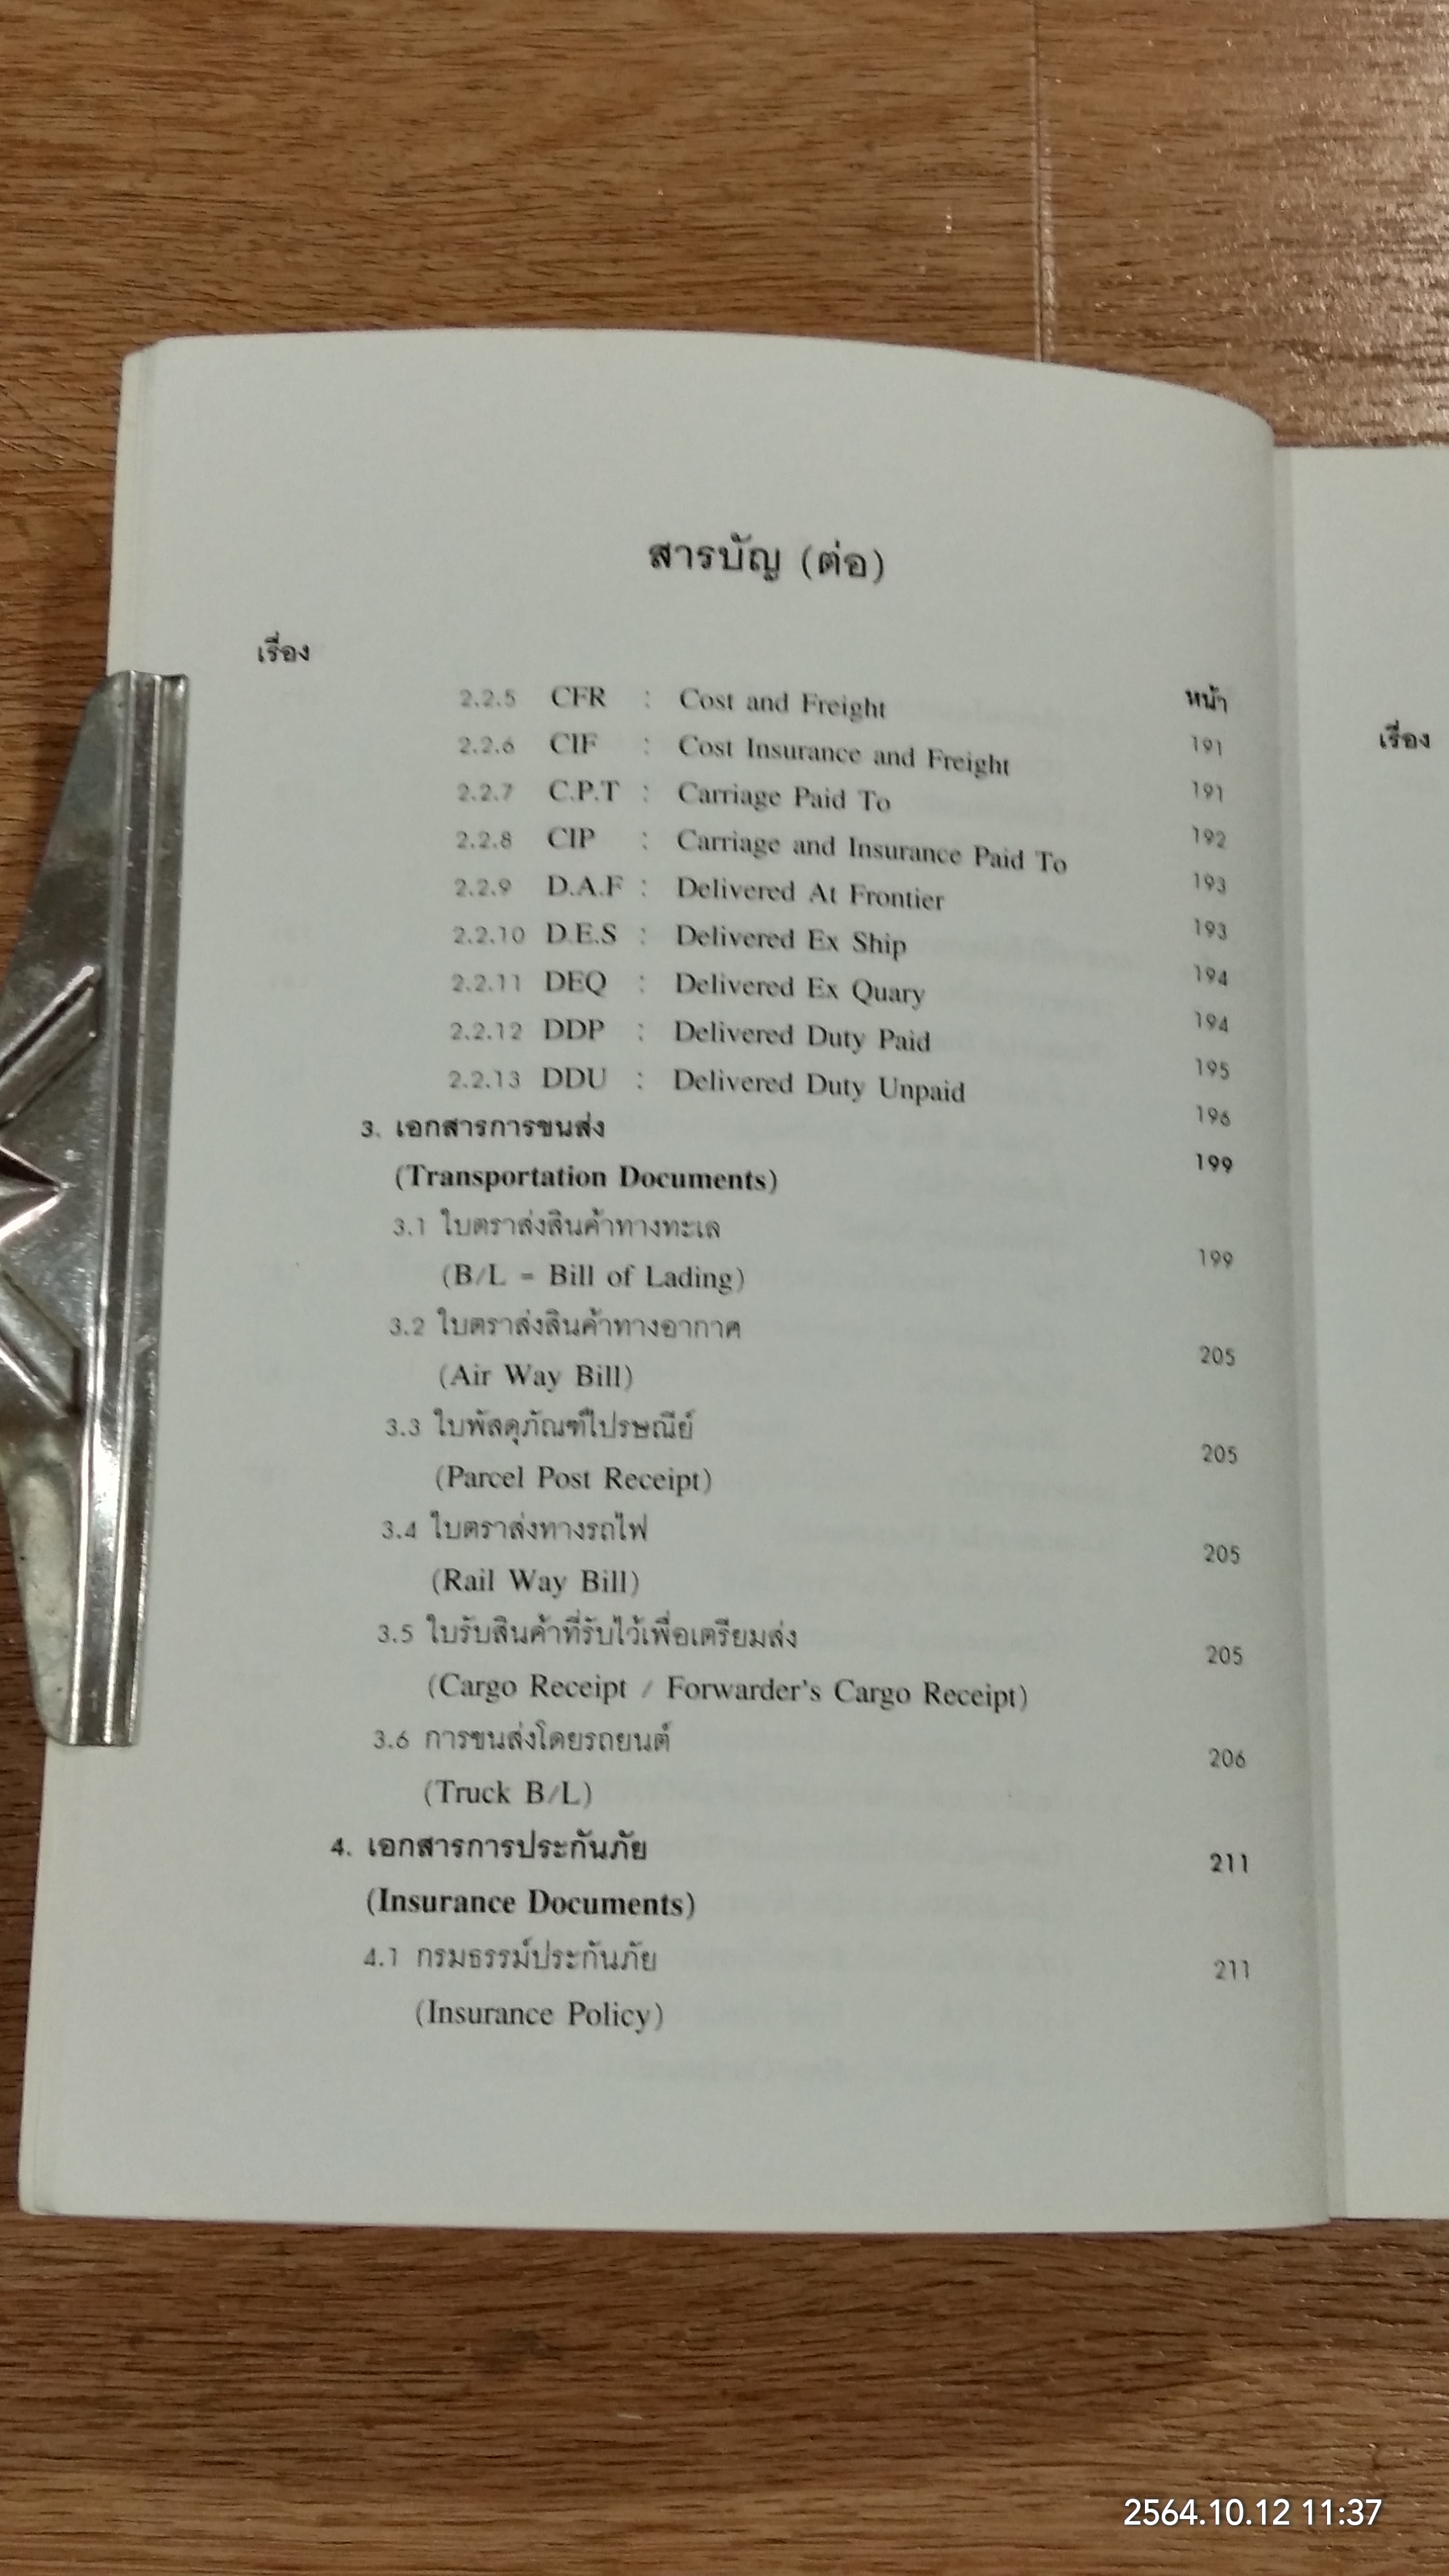 สารบัญ (ต่อ)
เรื่อง หน้า
2.2.5 CFR : Cost and Freight 191
2.2.6 CIF : Cost Insurance and Freight 191
2.2.7 C.P.T : Carriage Paid To 192
2.2.8 CIP : Carriage and Insurance Paid To 193
2.2.9 D.A.F : Delivered At Frontier 193
2.2.10 D.E.S : Delivered Ex Ship 194
2.2.11 DEQ : Delivered Ex Quary 194
2.2.12 DDP : Delivered Duty Paid 195
2.2.13 DDU : Delivered Duty Unpaid 196
3. เอกสารการขนส่ง 199
(Transportation Documents)
3.1 ใบตราส่งสินค้าทางทะเล 199
(B/L = Bill of Lading)
3.2 ใบตราส่งสินค้าทางอากาศ 205
(Air Way Bill)
3.3 ใบพัสดุภัณฑ์ไปรษณีย์ 205
(Parcel Post Receipt)
3.4 ใบตราส่งทางรถไฟ 205
(Rail Way Bill)
3.5 ใบรับสินค้าที่รับไว้เพื่อเตรียมส่ง 205
(Cargo Receipt / Forwarder's Cargo Receipt)
3.6 การขนส่งโดยรถยนต์ 206
(Truck B/L)
4. เอกสารการประกันภัย 211
(Insurance Documents)
4.1 กรมธรรม์ประกันภัย 211
(Insurance Policy)
เรื่อง
2564.10.12 11:37